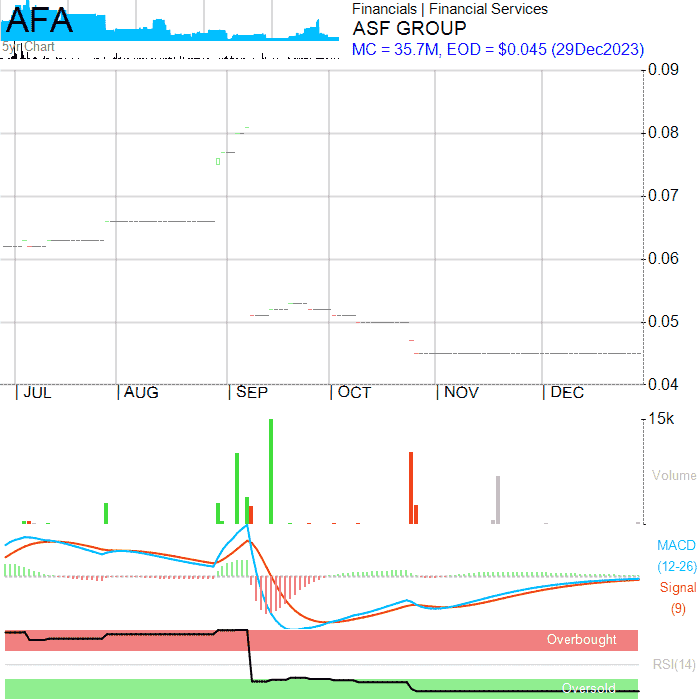 AFA
5yr Chart
Financials | Financial Services
ASF GROUP
MC = 35.7M, EOD = $0.045 (29Dec2023)
0.09
0.08
0.07
0.06
0.05
0.04
JUL AUG SEP OCT NOV DEC
15k
Volume
MACD
(12-26)
Signal
(9)
Overbought
RSI(14)
Oversold